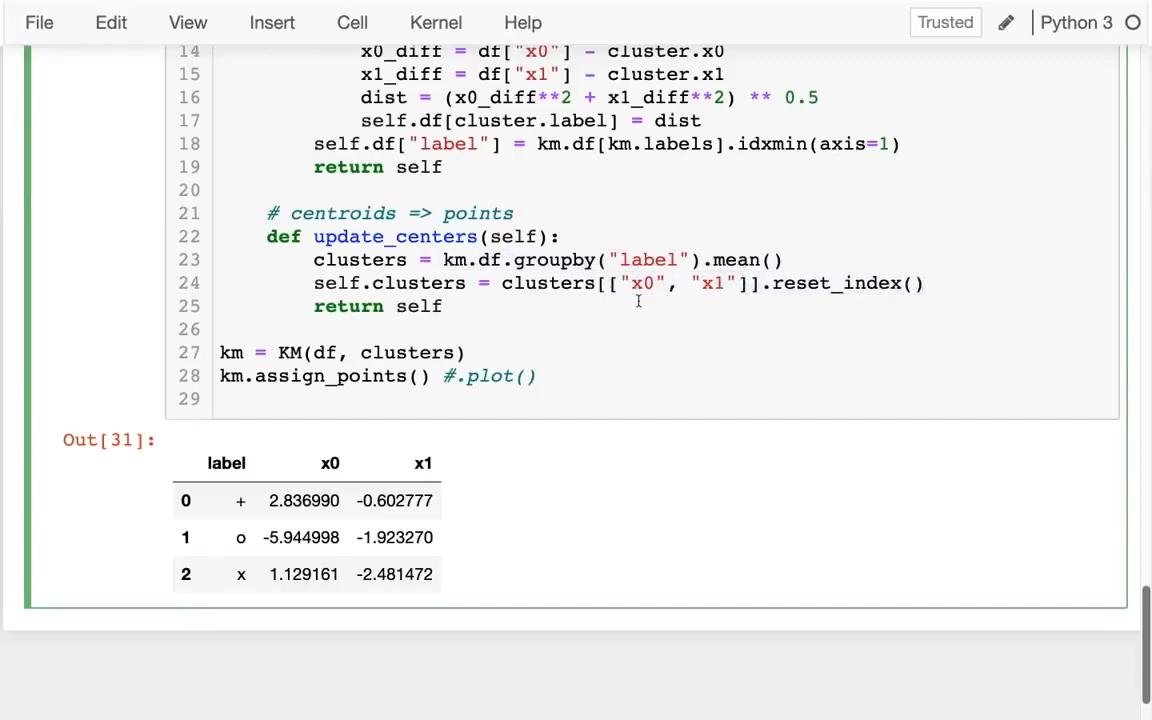 File Edit View Insert Cell Kernel Help Trusted Python 3
14 x0_diff = df["x0"] - cluster.x0
15 x1_diff = df["x1"] - cluster.x1
16 dist = (x0_diff**2 + x1_diff**2) ** 0.5
17 self.df[cluster.label] = dist
18 self.df["label"] = km.df[km.labels].idxmin(axis=1)
19 return self
20
21 # centroids => points
22 def update_centers(self):
23 clusters = km.df.groupby("label").mean()
24 self.clusters = clusters[["x0", "x1"]].reset_index()
25 return self
26
27 km = KM(df, clusters)
28 km.assign_points() #.plot()
29
Out[31]:
label x0 x1
0 + 2.836990 -0.602777
1 o -5.944998 -1.923270
2 x 1.129161 -2.481472